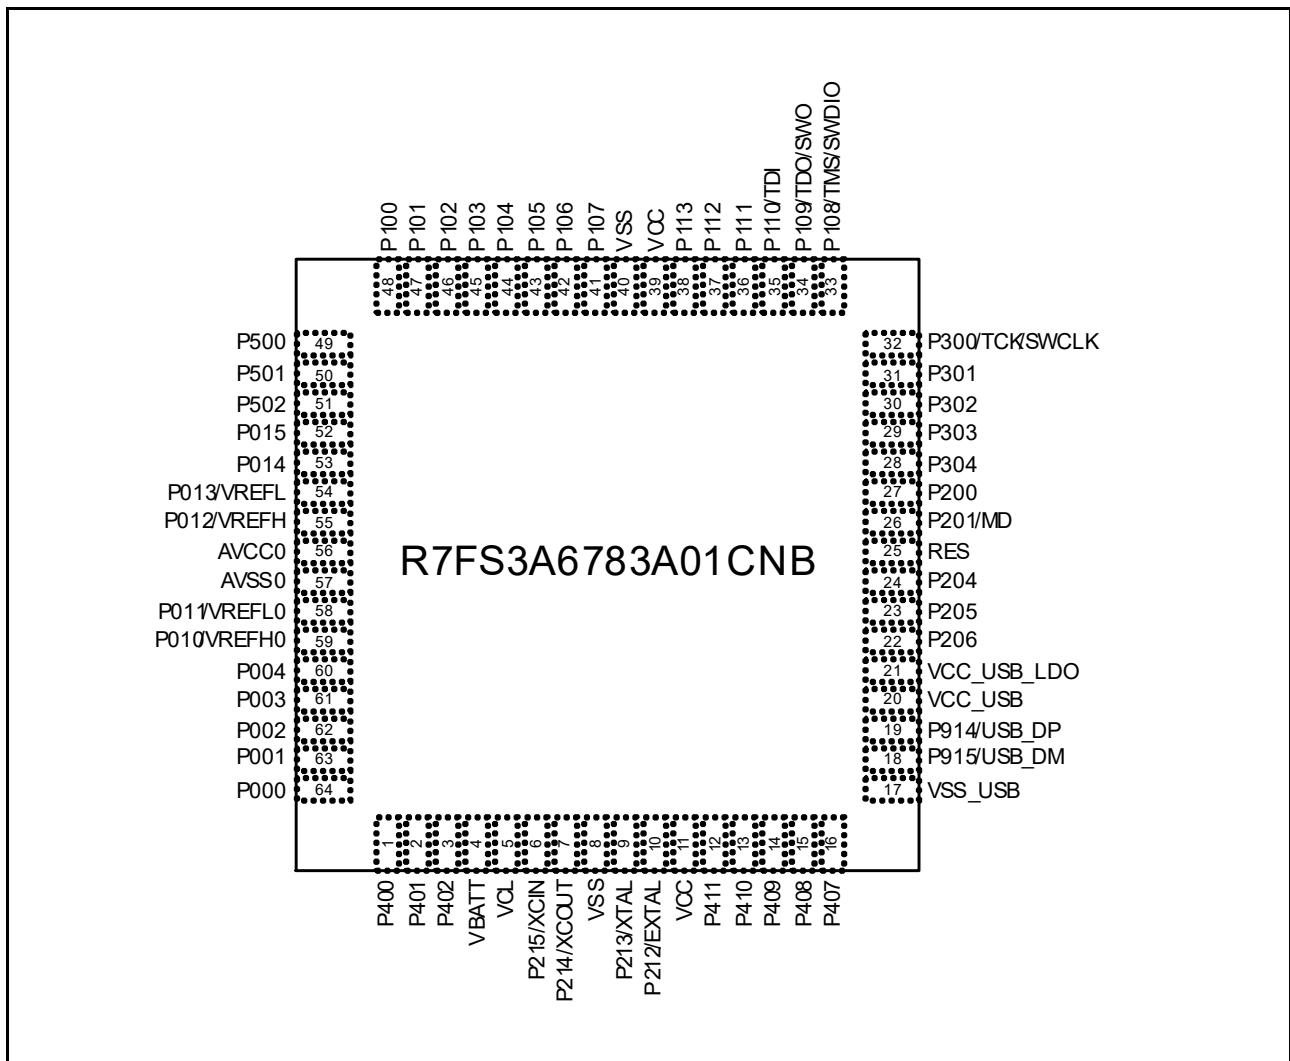 P100
P101
P102
P103
P104
P105
P106
P107
VSS
VCC
P113
P112
P111
P110/TDI
P109/TDO/SWO
P108/TMS/SWDIO
48
47
46
45
44
43
42
41
40
39
38
37
36
35
34
33
P500 49
P501 50
P502 51
P015 52
P014 53
P013/VREFL 54
P012/VREFH 55
AVCC0 56
AVSS0 57
P011/VREFL0 58
P010/VREFH0 59
P004 60
P003 61
P002 62
P001 63
P000 64
R7FS3A6783A01CNB
32 P300/TCK/SWCLK
31 P301
30 P302
29 P303
28 P304
27 P200
26 P201/MD
25 RES
24 P204
23 P205
22 P206
21 VCC_USB_LDO
20 VCC_USB
19 P914/USB_DP
18 P915/USB_DM
17 VSS_USB
1
2
3
4
5
6
7
8
9
10
11
12
13
14
15
16
P400
P401
P402
VBATT
VCL
P215/XCIN
P214/XCOUT
VSS
P213/XTAL
P212/EXTAL
VCC
P411
P410
P409
P408
P407